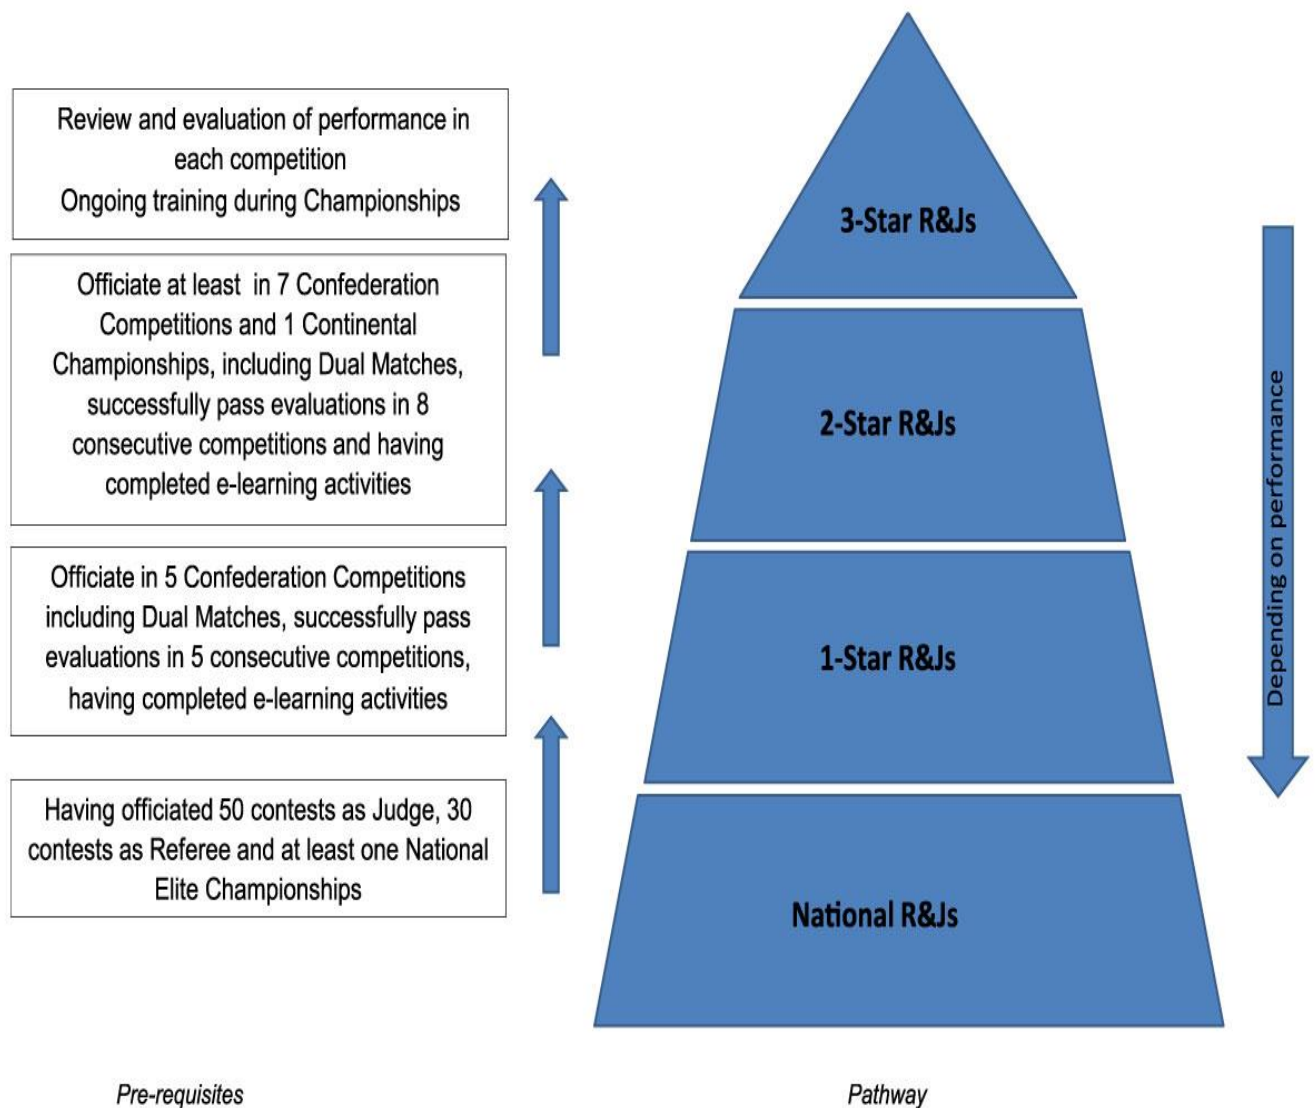 Review and evaluation of performance in
each competition
Ongoing training during Championships
Officiate at least in 7 Confederation
Competitions and 1 Continental
Championships, including Dual Matches,
successfully pass evaluations in 8
consecutive competitions and having
completed e-learning activities
Officiate in 5 Confederation Competitions
including Dual Matches, successfully pass
evaluations in 5 consecutive competitions,
having completed e-learning activities
Having officiated 50 contests as Judge, 30
contests as Referee and at least one National
Elite Championships
3-Star R&Js
2-Star R&Js
1-Star R&Js
National R&Js
Depending on performance
Pre-requisites
Pathway